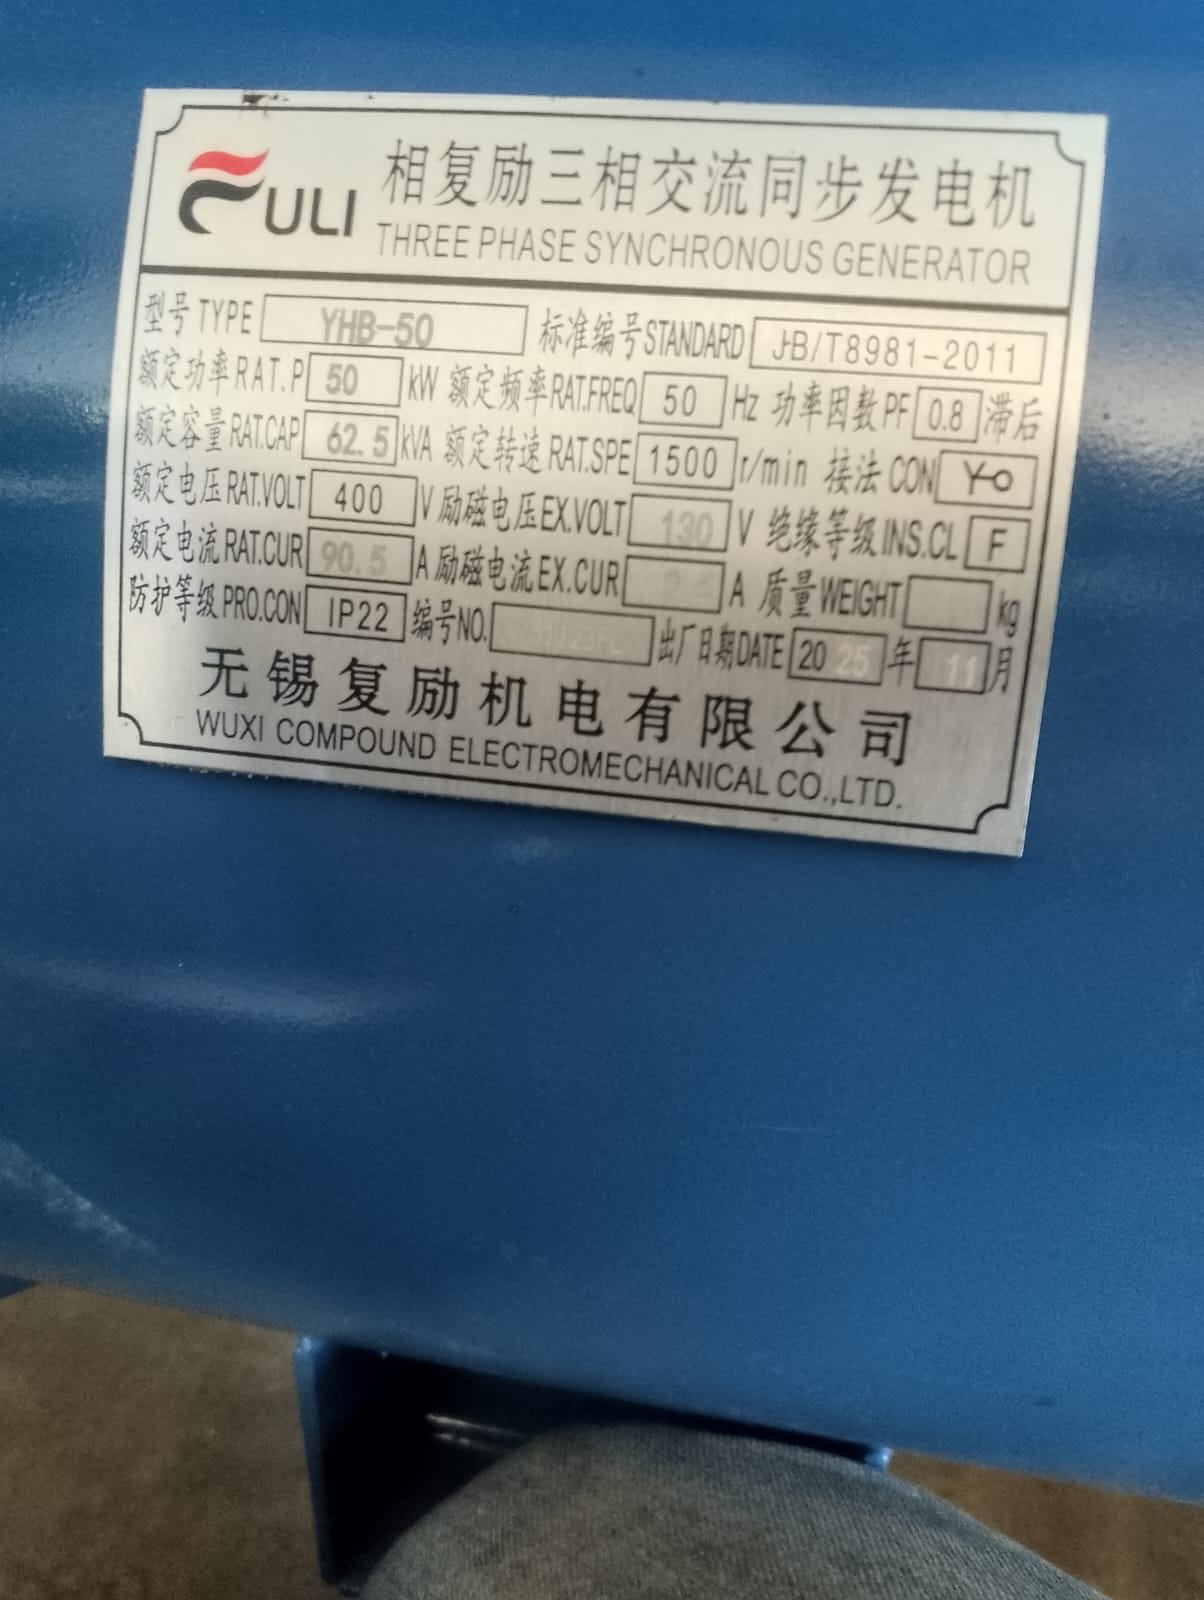 FULI 相复励三相交流同步发电机
THREE PHASE SYNCHRONOUS GENERATOR
型号TYPE YHB-50 标准编号STANDARD JB/T8981-2011
额定功率RAT.P 50 kW 额定频率RAT.FREQ 50 Hz 功率因数PF 0.8 滞后
额定容量RAT.CAP 62.5 kVA 额定转速RAT.SPE 1500 r/min 接法CON
额定电压RAT.VOLT 400 V 励磁电压EX.VOLT 130 V 绝缘等级INS.CL F
额定电流RAT.CUR 90.5 A 励磁电流EX.CUR A 质量WEIGHT kg
防护等级PRO.CON IP22 编号NO. 出厂日期DATE 2025年11月
无锡复励机电有限公司
WUXI COMPOUND ELECTROMECHANICAL CO.,LTD.